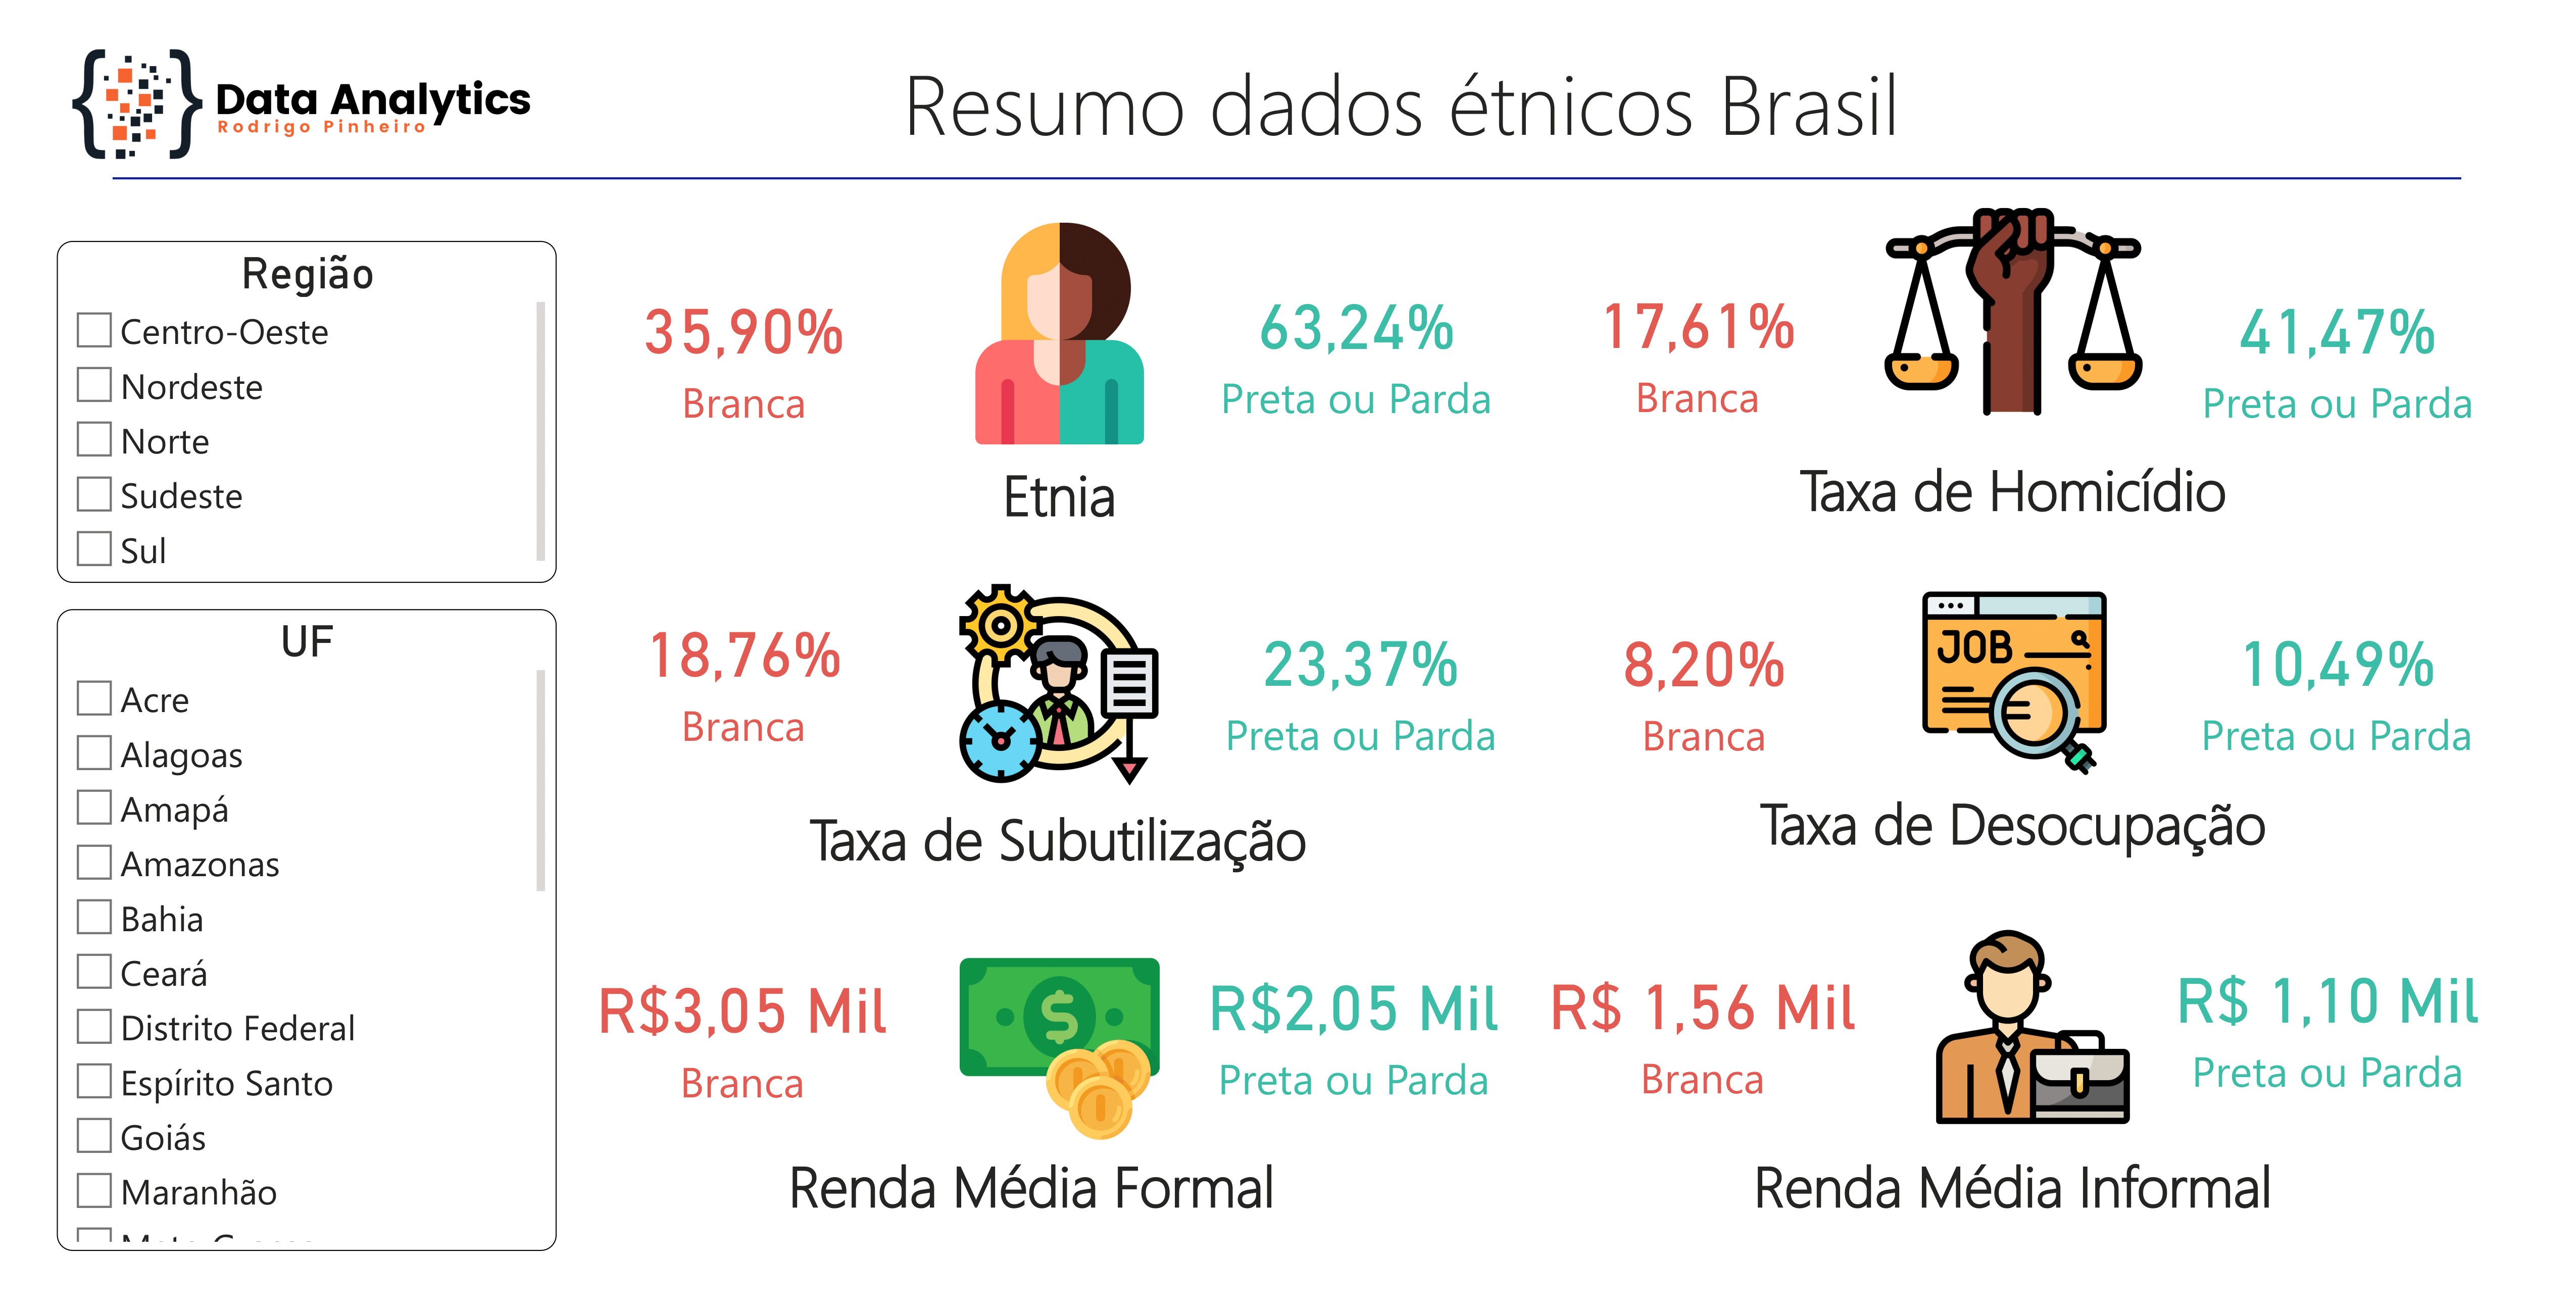 Data Analytics
Rodrigo Pinheiro
Resumo dados étnicos Brasil
Região
Centro-Oeste
Nordeste
Norte
Sudeste
Sul
UF
Acre
Alagoas
Amapá
Amazonas
Bahia
Ceará
Distrito Federal
Espírito Santo
Goiás
Maranhão
35,90%
Branca
63,24%
Preta ou Parda
Etnia
17,61%
Branca
41,47%
Preta ou Parda
Taxa de Homicídio
18,76%
Branca
23,37%
Preta ou Parda
Taxa de Subutilização
8,20%
Branca
JOB
10,49%
Preta ou Parda
Taxa de Desocupação
R$3,05 Mil
Branca
$
R$2,05 Mil
Preta ou Parda
Renda Média Formal
R$ 1,56 Mil
Branca
R$ 1,10 Mil
Preta ou Parda
Renda Média Informal